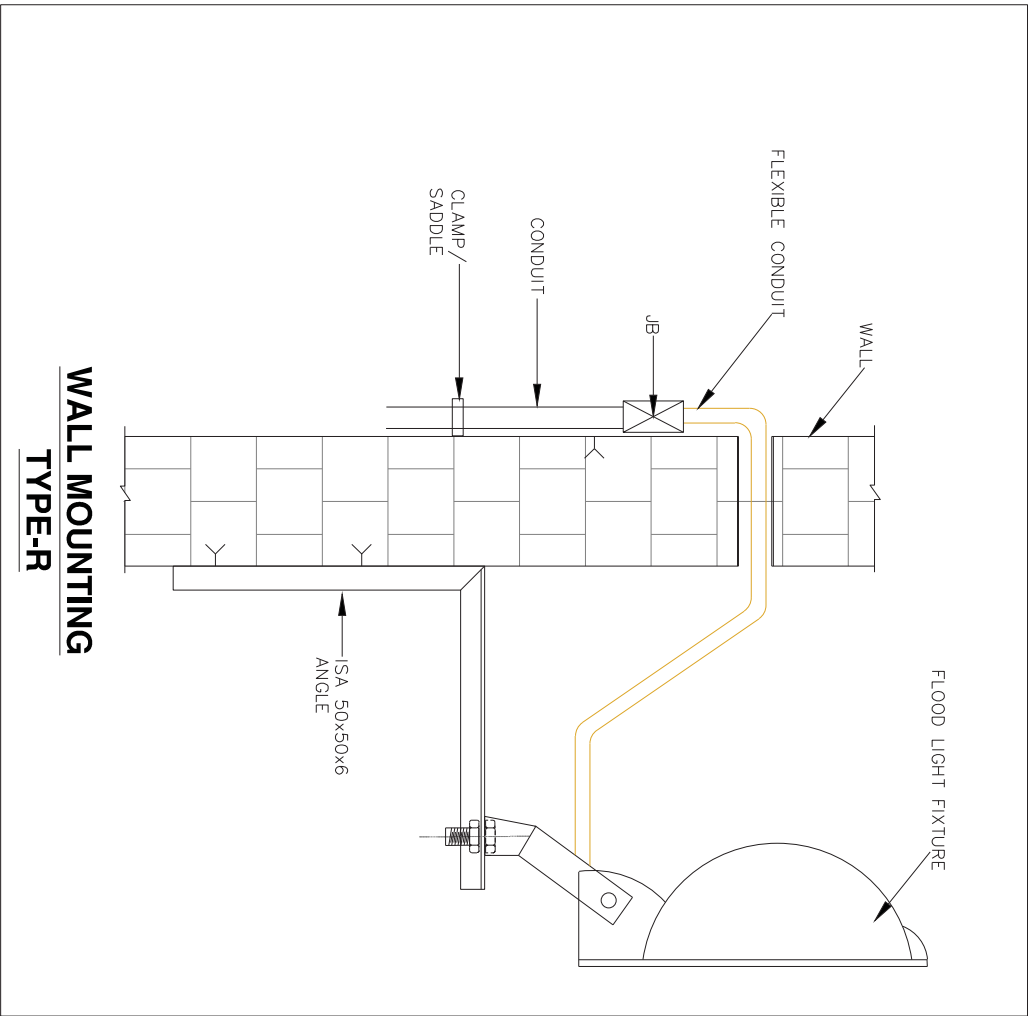 FLOOD LIGHT FIXTURE
WALL
FLEXIBLE CONDUIT
JB
CONDUIT
CLAMP/
SADDLE
ISA 50x50x6
ANGLE
WALL MOUNTING
TYPE-R